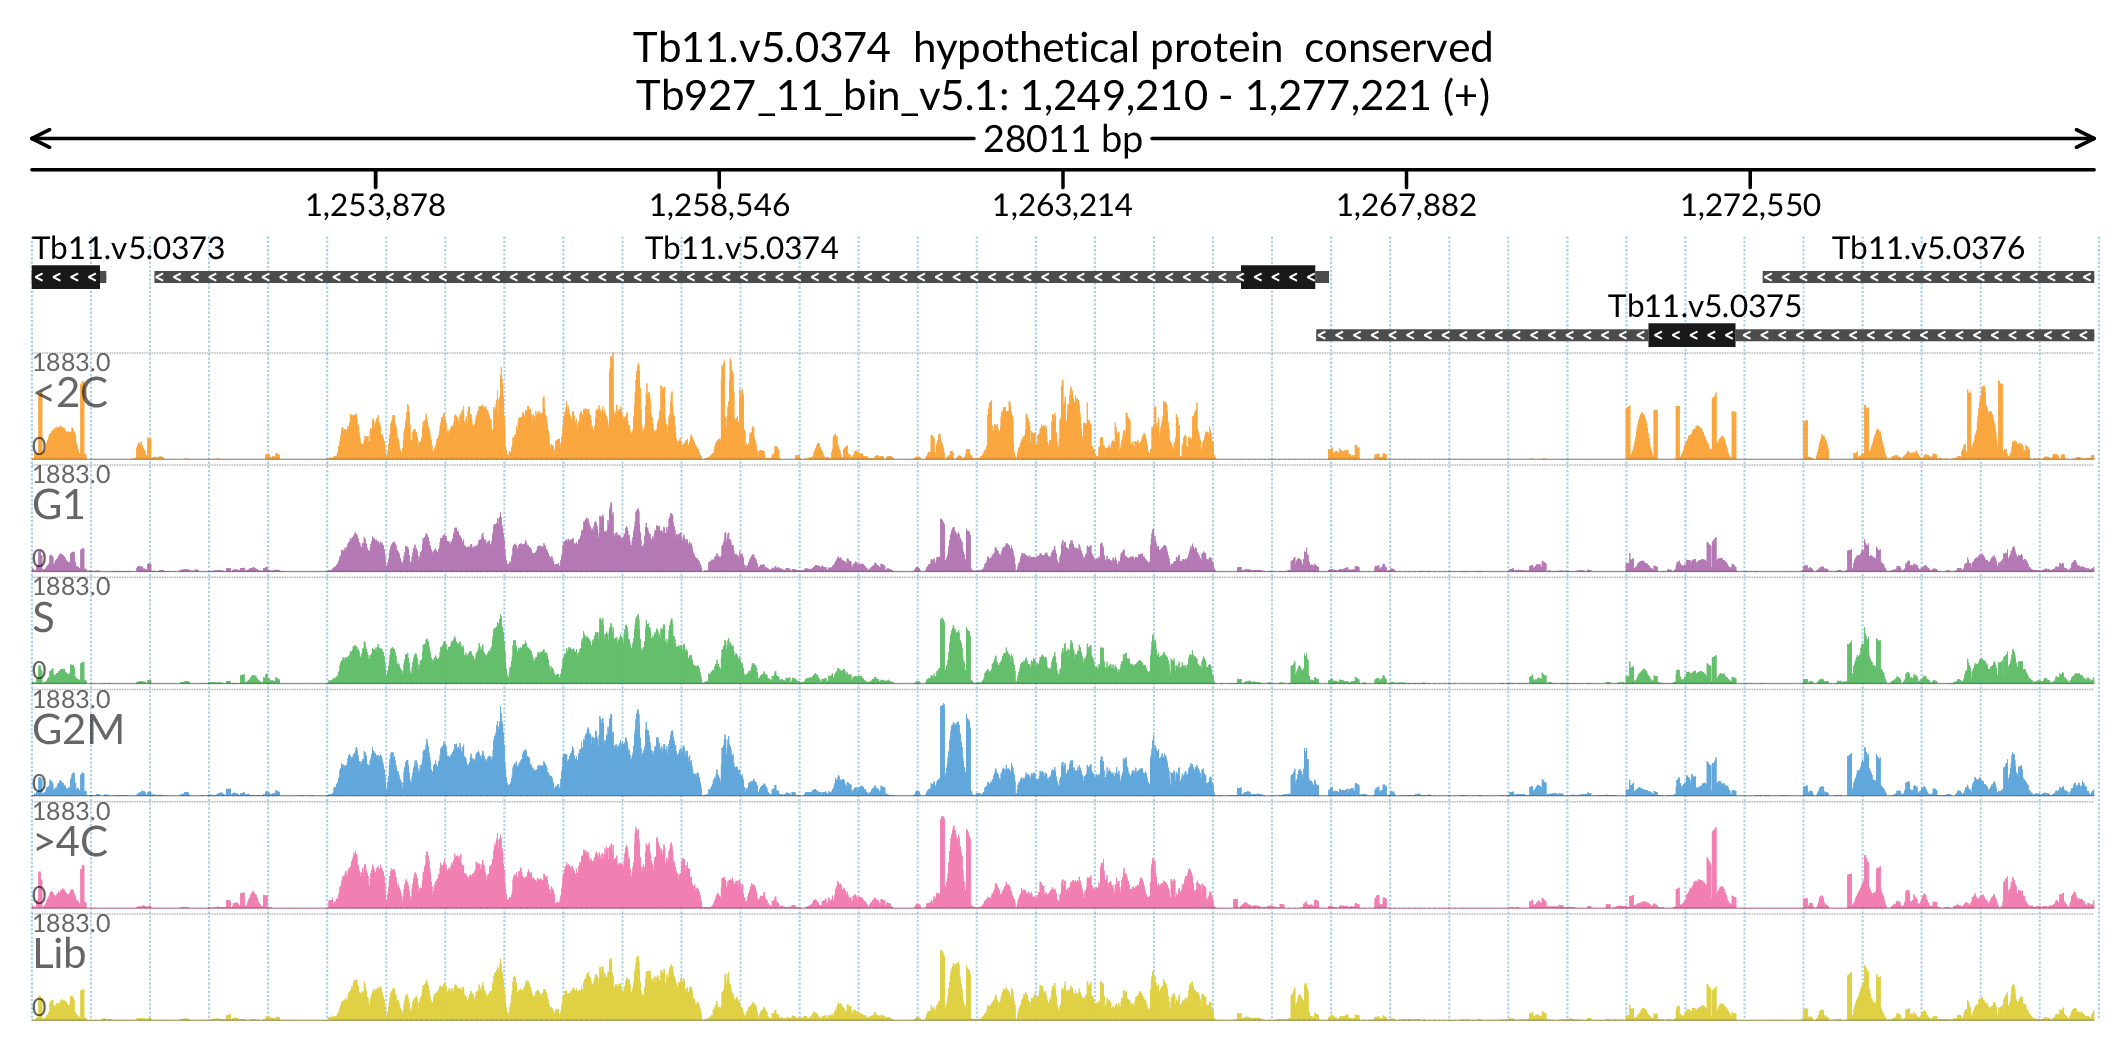 Tb11.v5.0374 hypothetical protein conserved
Tb927_11_bin_v5.1: 1,249,210 - 1,277,221 (+)
28011 bp
1,253,878 1,258,546 1,263,214 1,267,882 1,272,550
Tb11.v5.0373 Tb11.v5.0374 Tb11.v5.0376
Tb11.v5.0375
1883.0
<2C
0
1883.0
G1
0
1883.0
S
0
1883.0
G2M
0
1883.0
>4C
0
1883.0
Lib
0